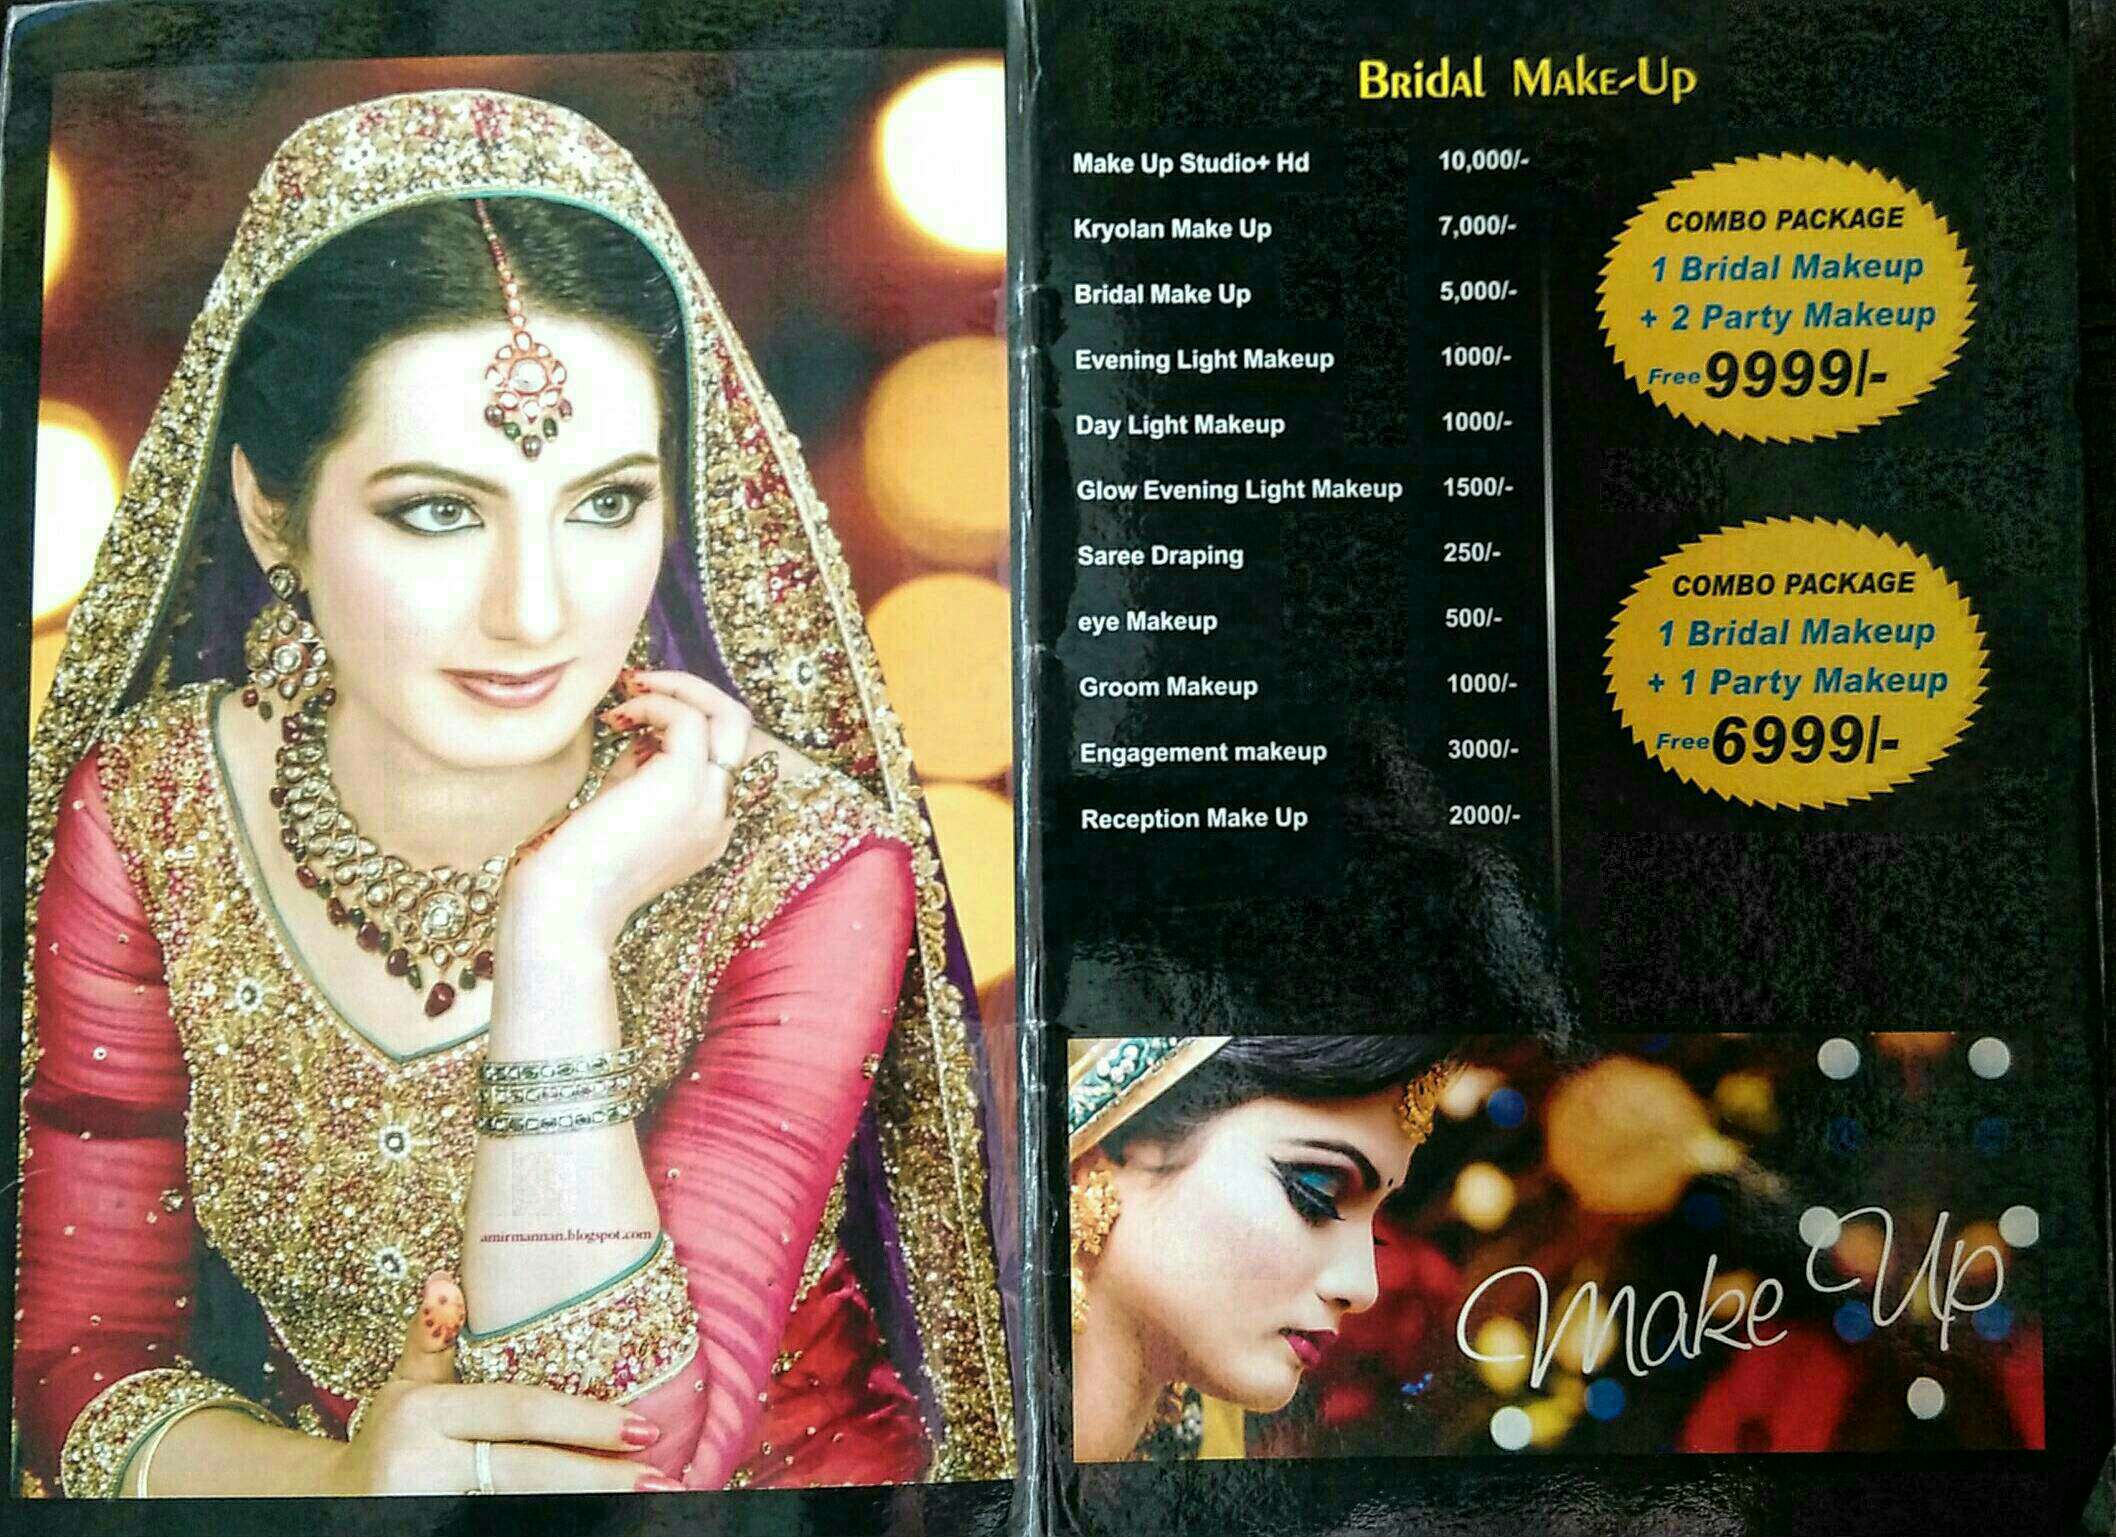 Bridal Make-Up
Make Up Studio+ Hd 10,000/-
Kryolan Make Up 7,000/-
Bridal Make Up 5,000/-
Evening Light Makeup 1000/-
Day Light Makeup 1000/-
Glow Evening Light Makeup 1500/-
Saree Draping 250/-
eye Makeup 500/-
Groom Makeup 1000/-
Engagement makeup 3000/-
Reception Make Up 2000/-
COMBO PACKAGE
1 Bridal Makeup
+ 2 Party Makeup
Free 9999/-
COMBO PACKAGE
1 Bridal Makeup
+ 1 Party Makeup
Free 6999/-
amirmannan.blogspot.com
Make Up